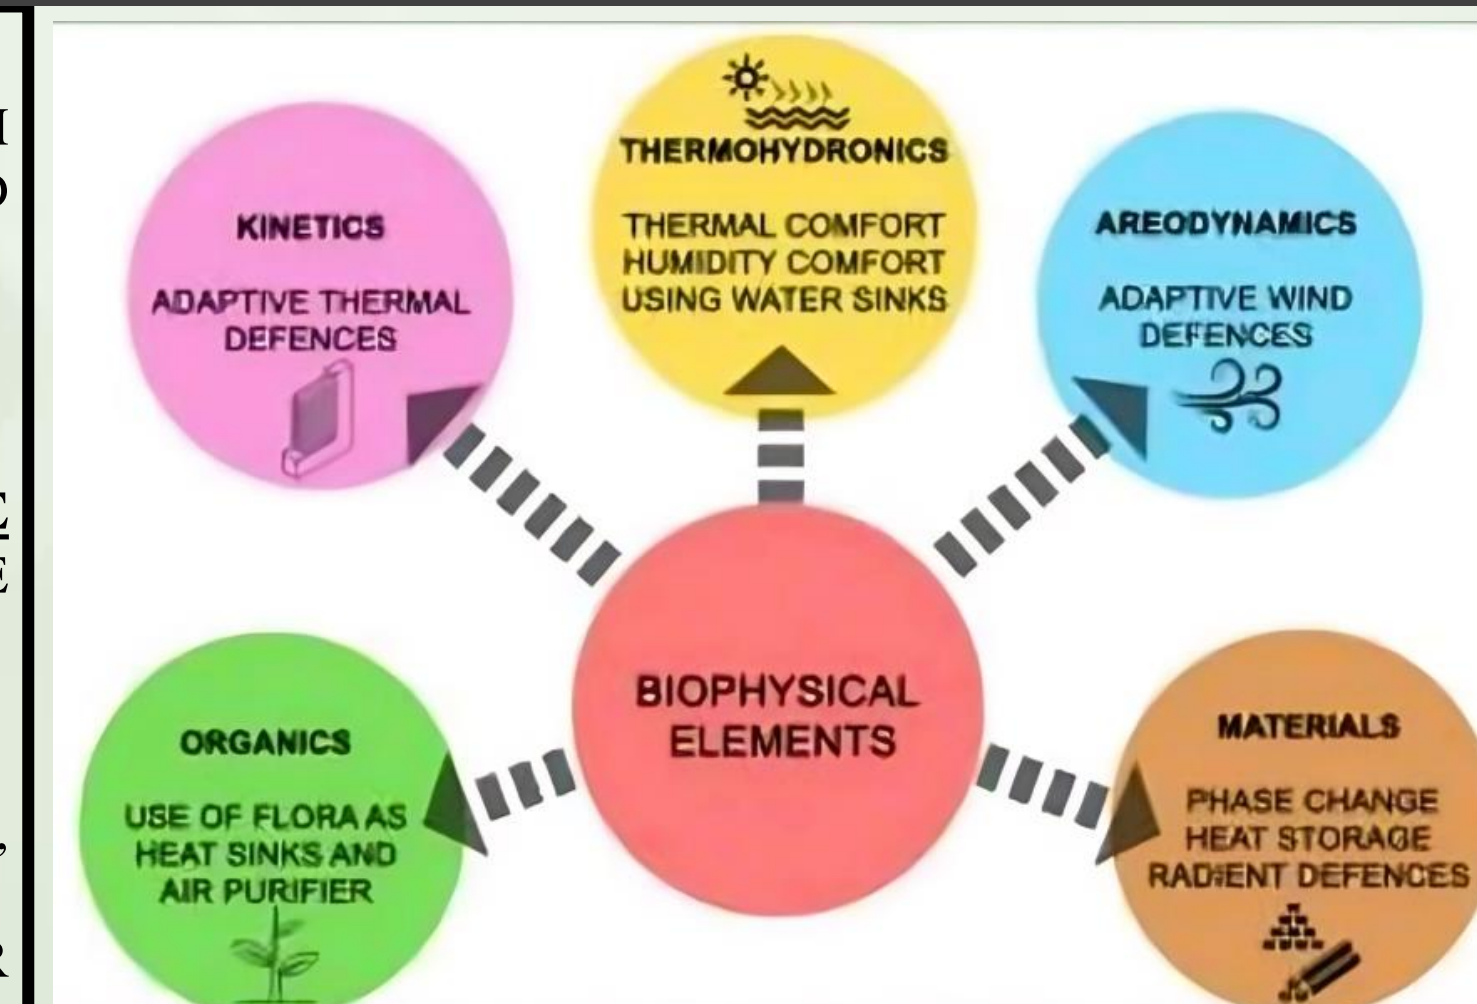 KINETICS
ADAPTIVE THERMAL
DEFENCES
THERMOHYDRONICS
THERMAL COMFORT
HUMIDITY COMFORT
USING WATER SINKS
AREODYNAMICS
ADAPTIVE WIND
DEFENCES
BIOPHYSICAL
ELEMENTS
ORGANICS
USE OF FLORA AS
HEAT SINKS AND
AIR PURIFIER
MATERIALS
PHASE CHANGE
HEAT STORAGE
RADIENT DEFENCES